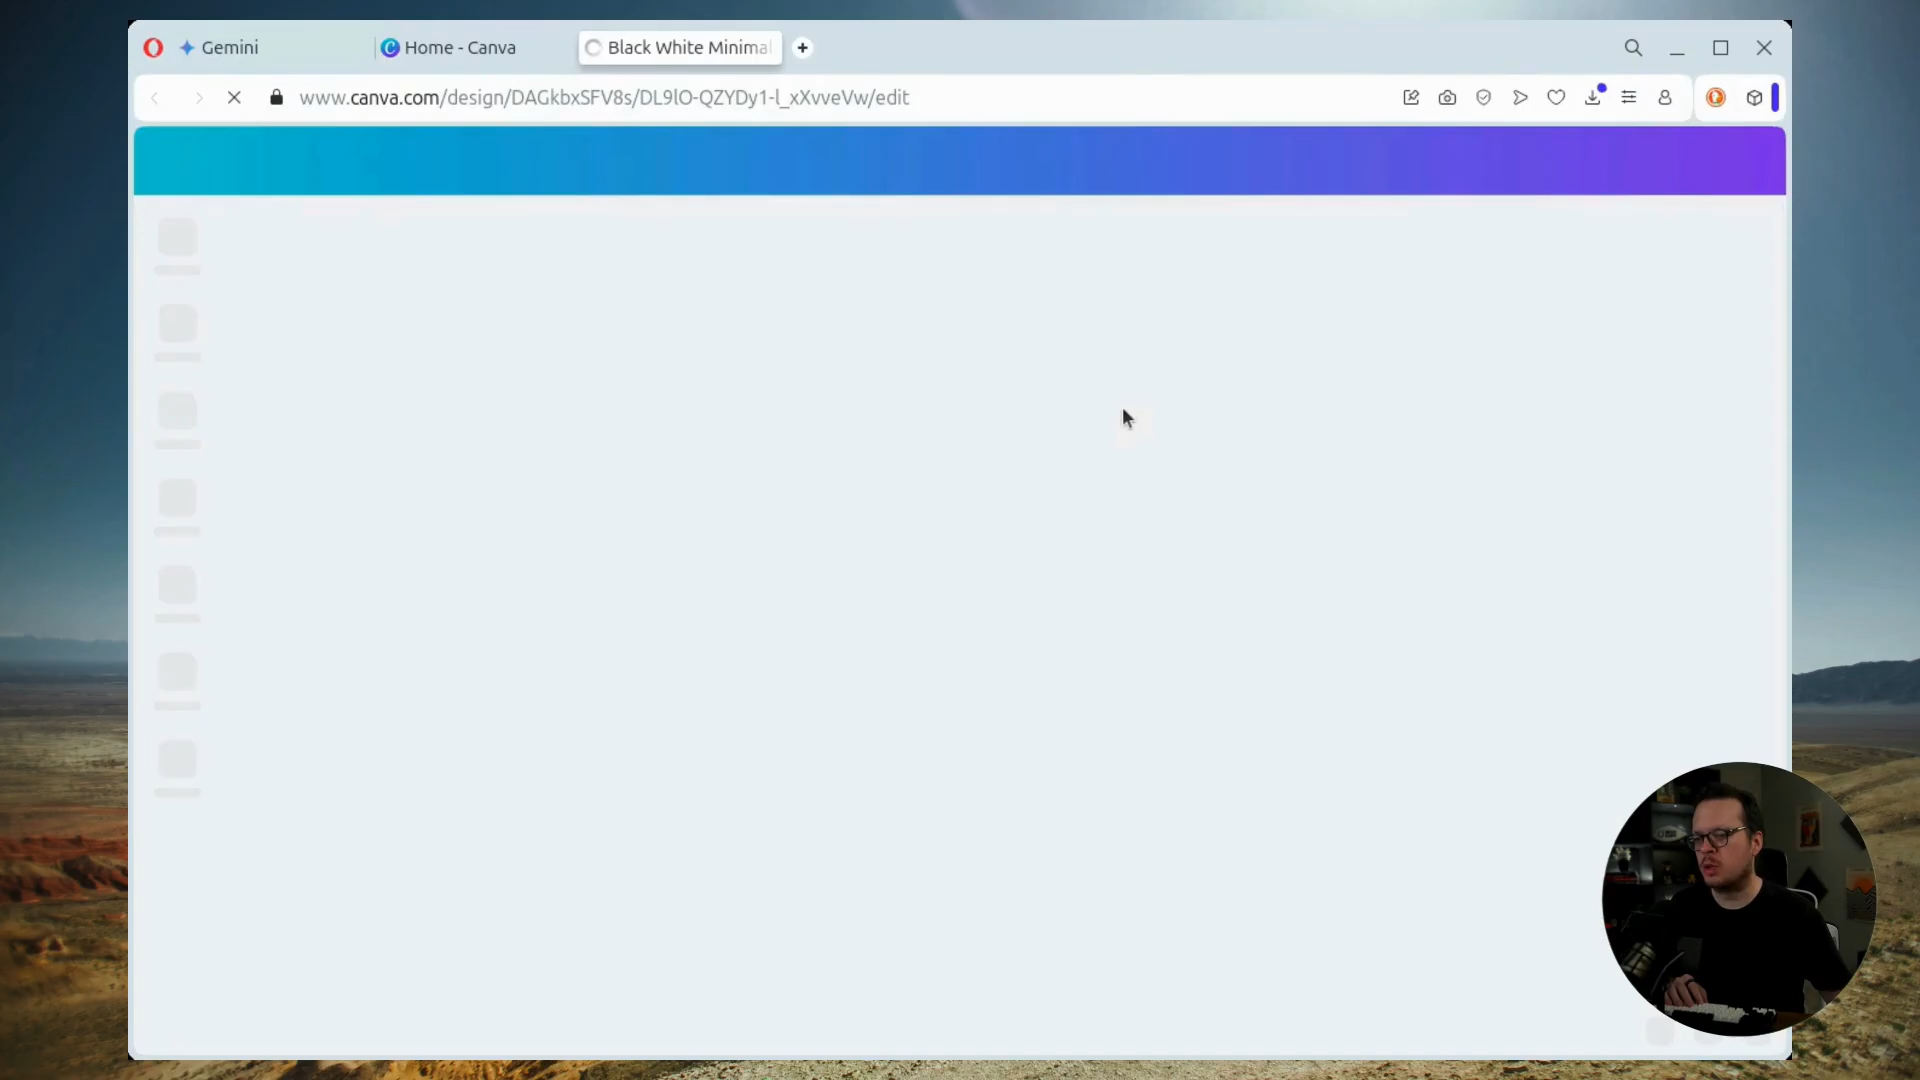 Gemini
Home - Canva
Black White Minimal
www.canva.com/design/DAGkbxSFV8s/DL9lO-QZYDy1-l_xXvveVw/edit